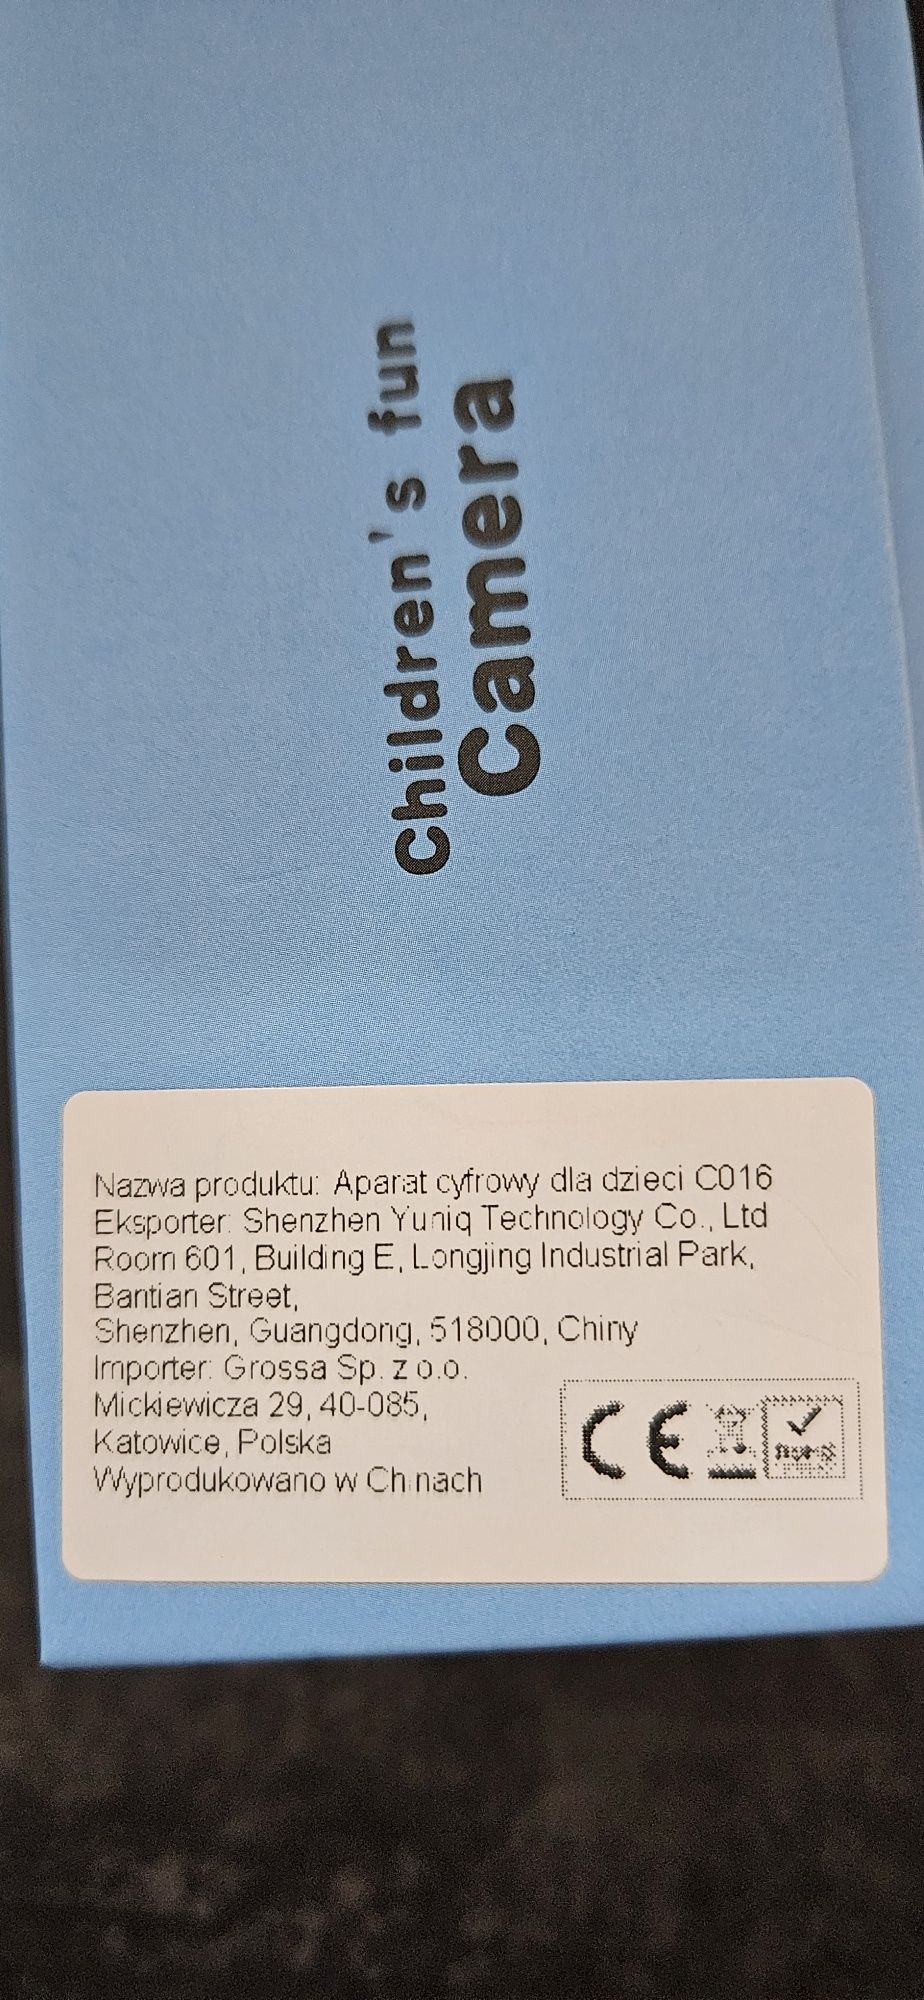 Children's fun
Camera
Nazwa produktu: Aparat cyfrowy dla dzieci C016
Eksporter: Shenzhen Yuniq Technology Co., Ltd
Room 601, Building E, Longjing Industrial Park,
Bantian Street,
Shenzhen, Guangdong, 518000, Chiny
Importer: Grossa Sp. z o.o.
Mickiewicza 29, 40-085,
Katowice, Polska
Wyprodukowano w Chinach
CE